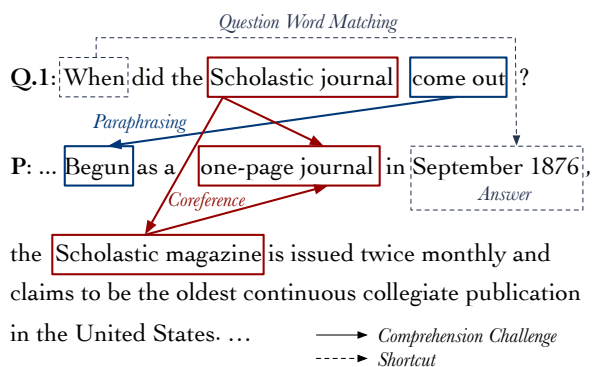 Question Word Matching
Q.1: When did the Scholastic journal come out ?
Paraphrasing
P: ... Begun as a one-page journal in September 1876 ,
Coreference
Answer
the Scholastic magazine is issued twice monthly and
claims to be the oldest continuous collegiate publication
in the United States. ...
Comprehension Challenge
Shortcut